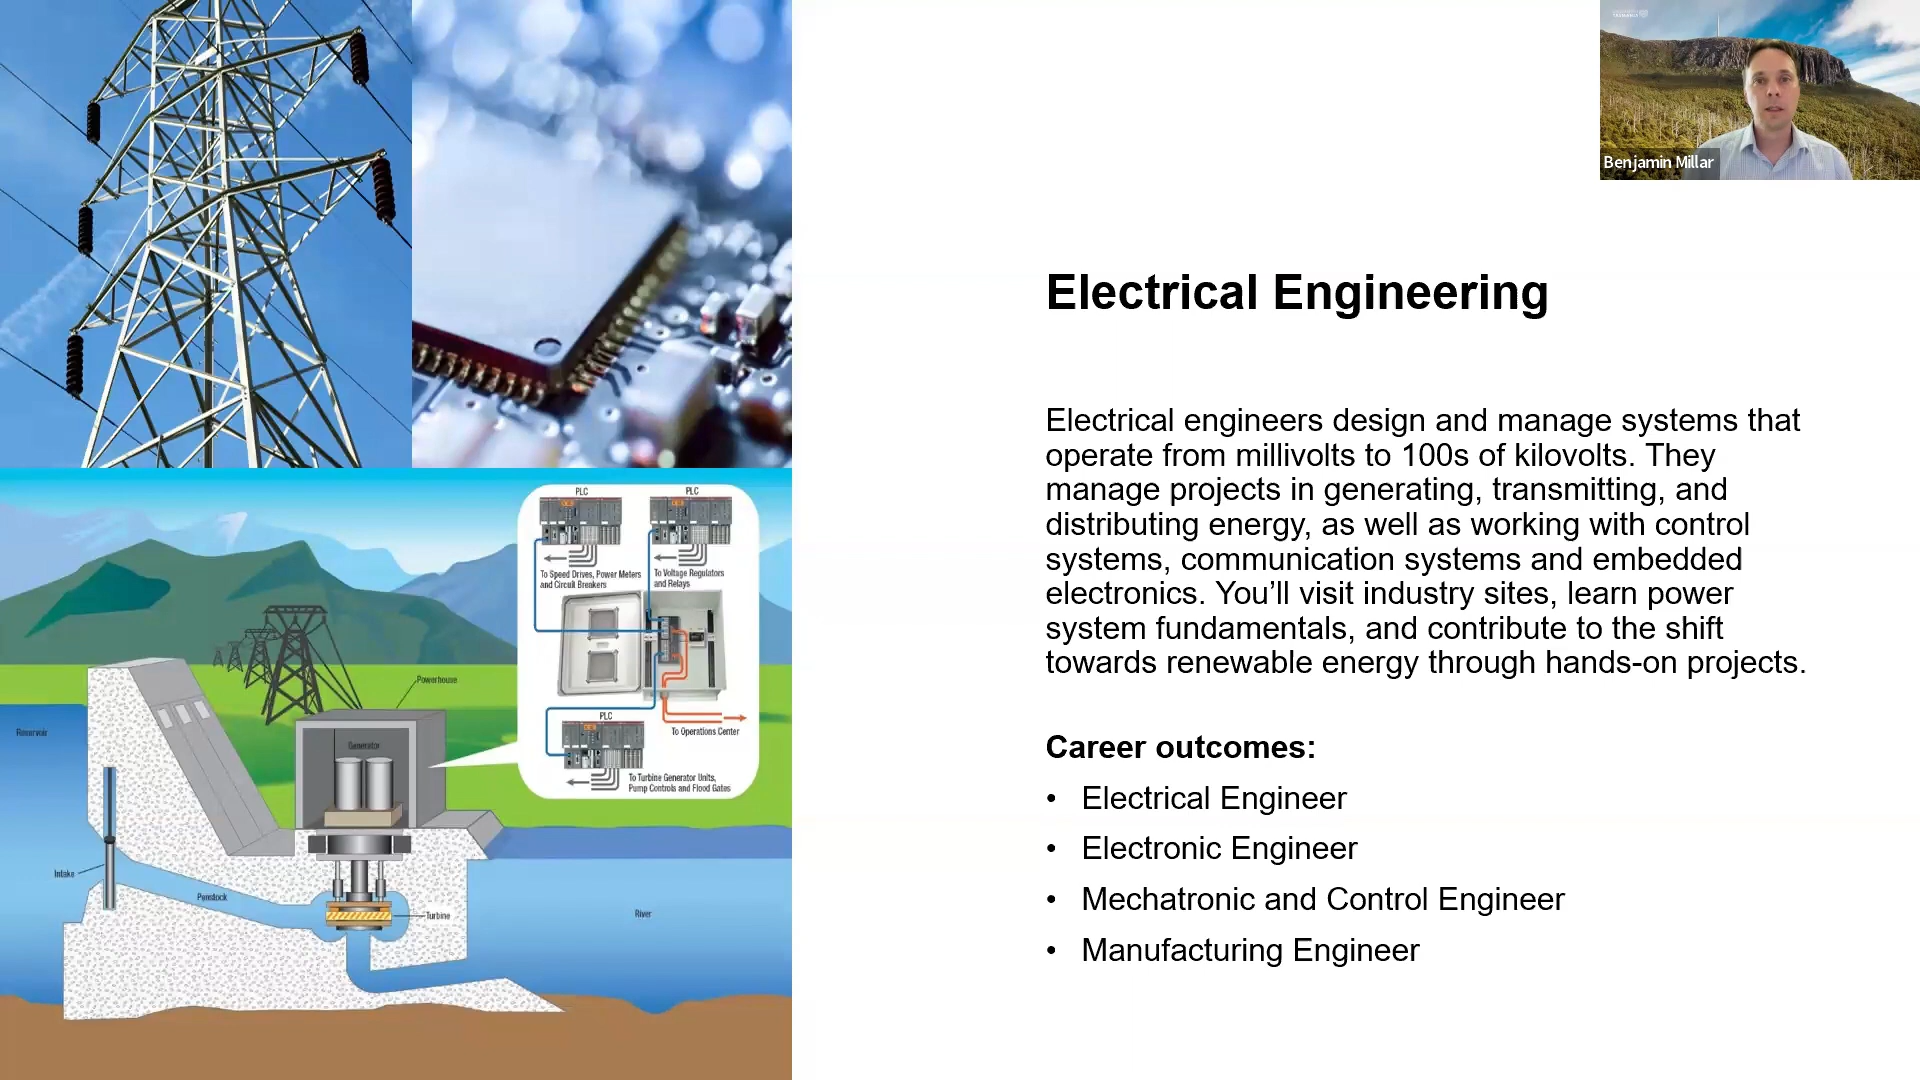 Benjamin Millar
Electrical Engineering
Electrical engineers design and manage systems that
operate from millivolts to 100s of kilovolts. They
manage projects in generating, transmitting, and
distributing energy, as well as working with control
systems, communication systems and embedded
electronics. You’ll visit industry sites, learn power
system fundamentals, and contribute to the shift
towards renewable energy through hands-on projects.
Career outcomes:
• Electrical Engineer
• Electronic Engineer
• Mechatronic and Control Engineer
• Manufacturing Engineer
PLC
PLC
To Speed Drives, Power Meters
and Circuit Breakers
To Voltage Regulators
and Relays
PLC
To Operations Center
To Turbine Generator Units,
Pump Controls and Flood Gates
Powerhouse
Reservoir
Generator
Intake
Penstock
Turbine
River